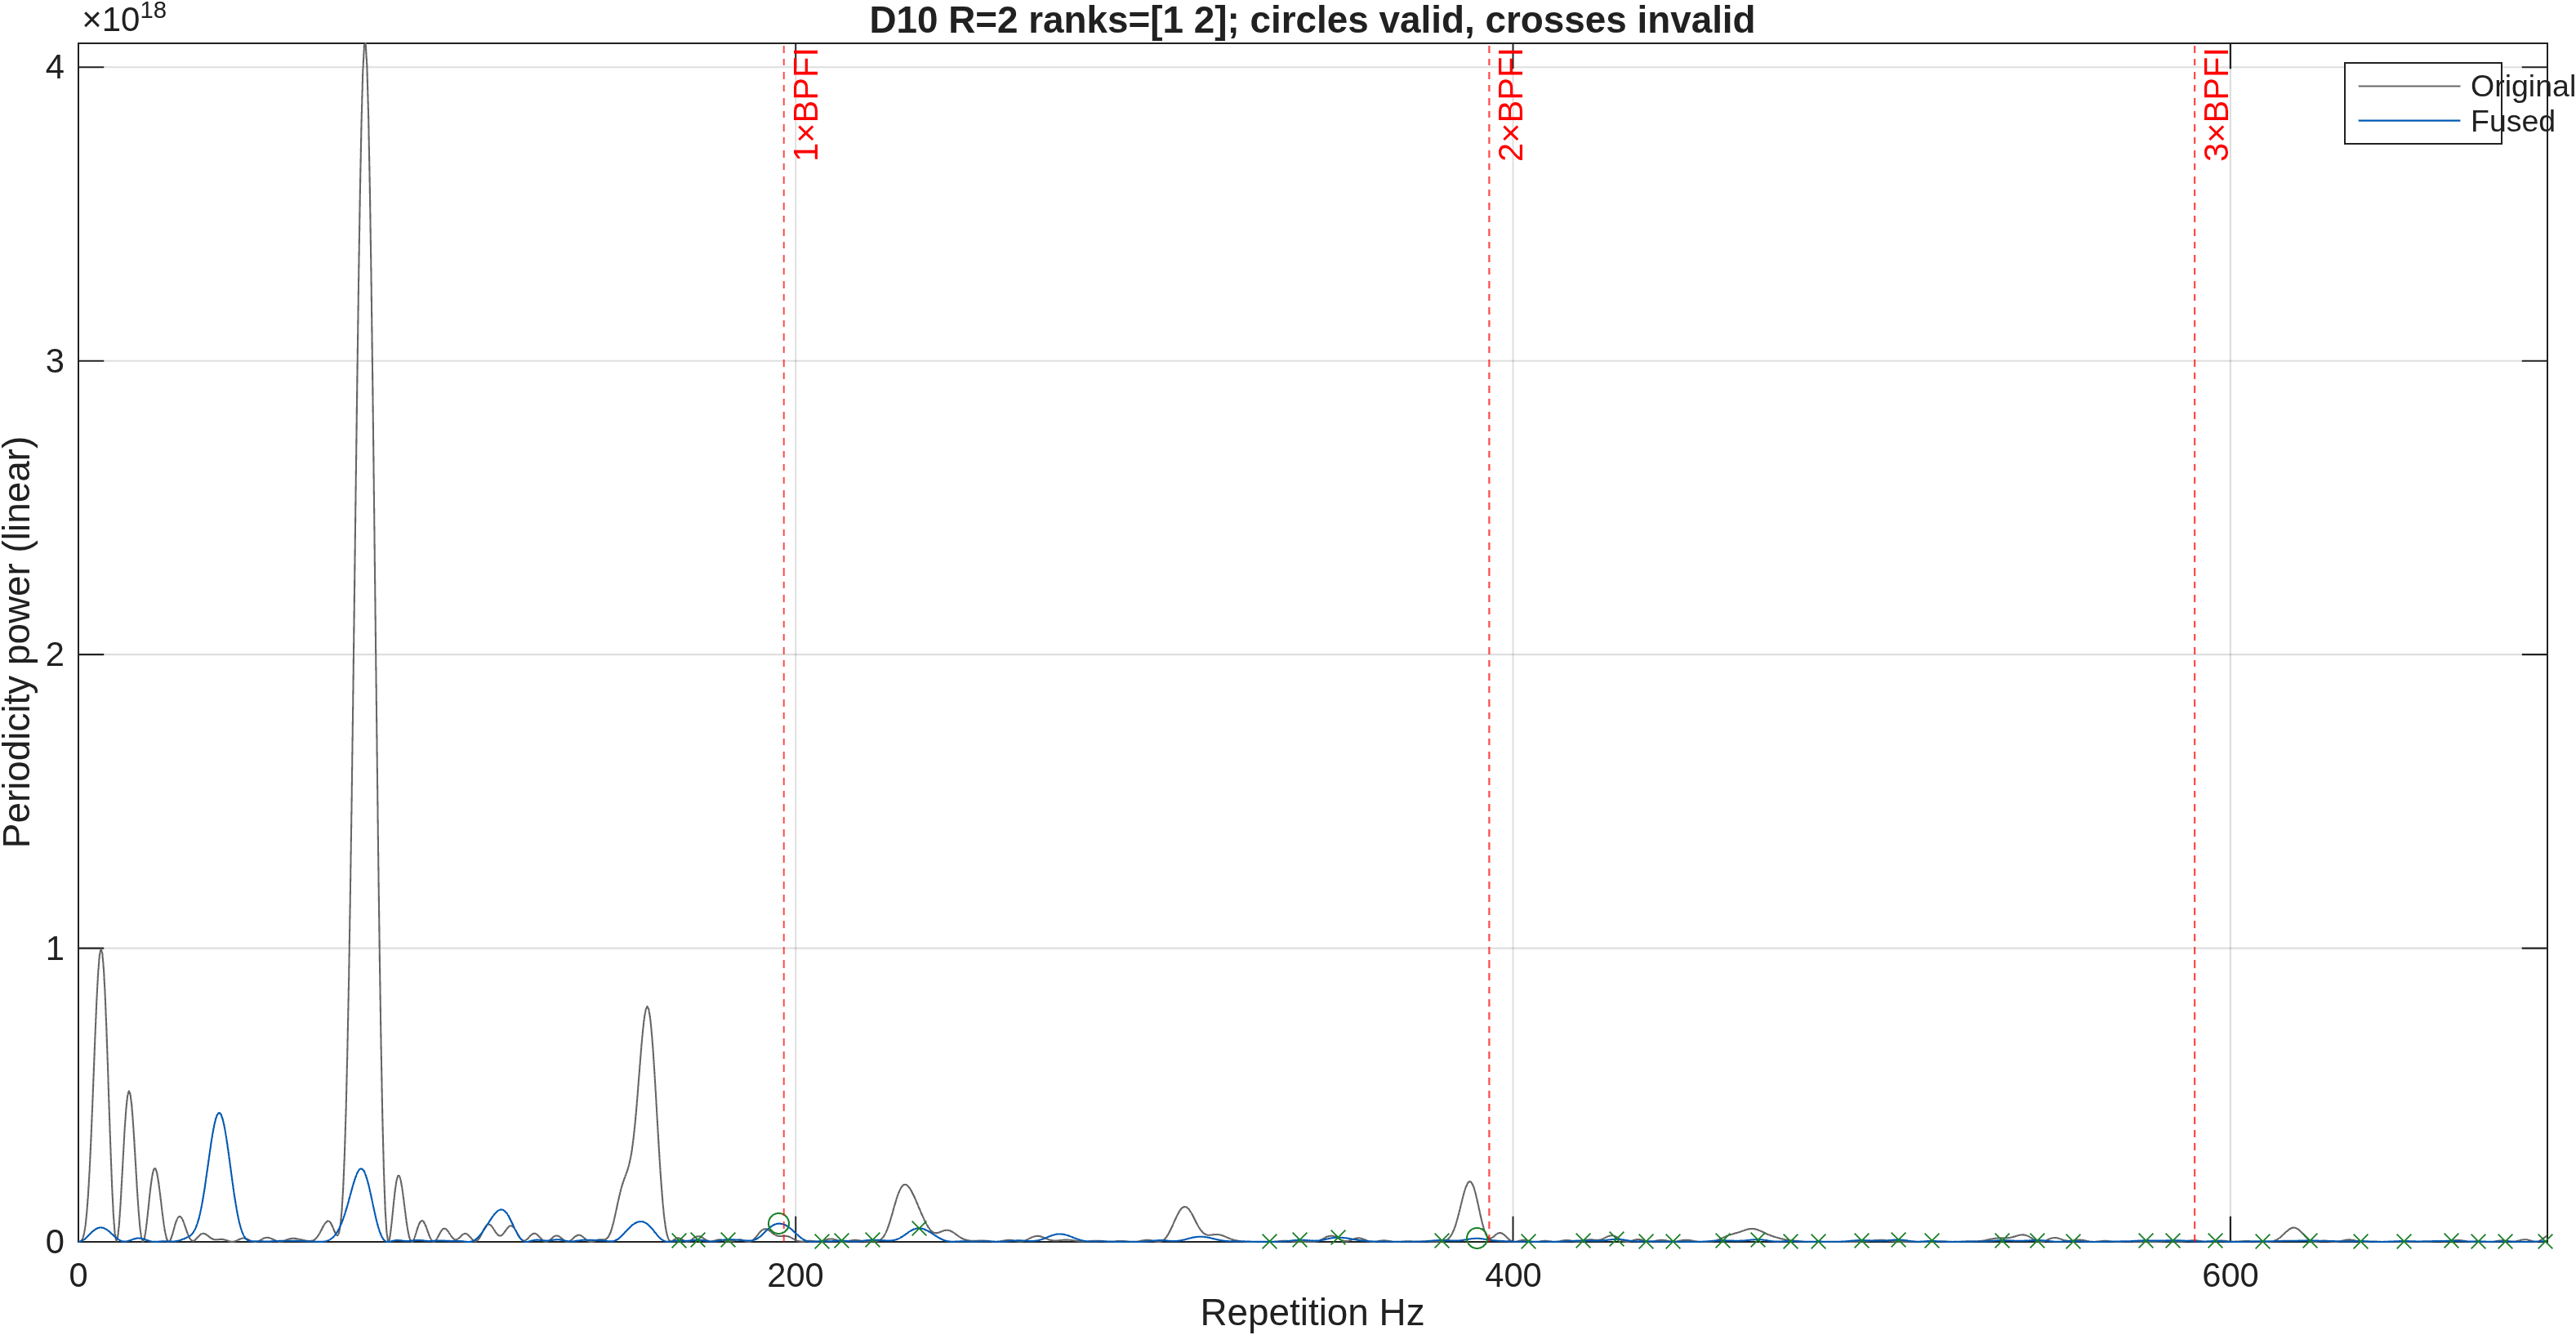 ×10^18
D10 R=2 ranks=[1 2]; circles valid, crosses invalid
Periodicity power (linear)
4
3
2
1
0
1×BPFI
2×BPFI
3×BPFI
Original
Fused
0
200
400
600
Repetition Hz